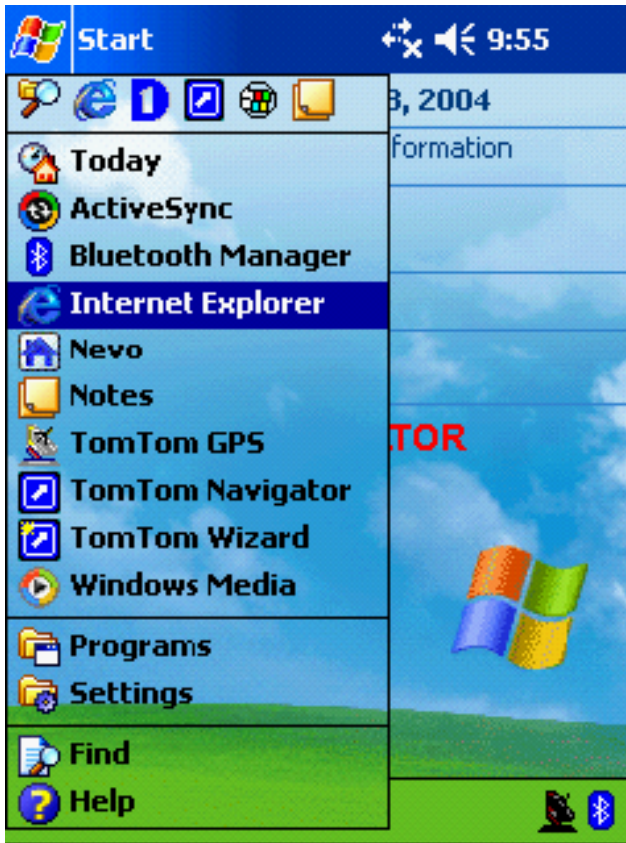 Start 9:55
3, 2004
formation
Today
ActiveSync
Bluetooth Manager
Internet Explorer
Nevo
Notes
TomTom GPS
TOR
TomTom Navigator
TomTom Wizard
Windows Media
Programs
Settings
Find
Help